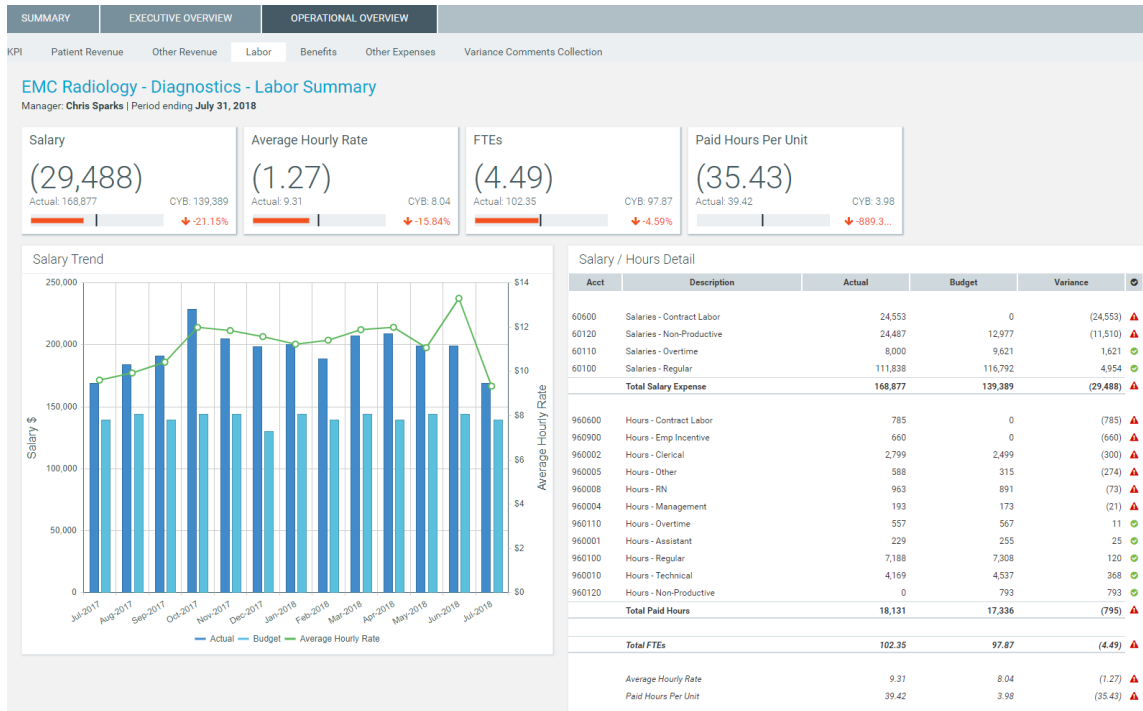 SUMMARY EXECUTIVE OVERVIEW OPERATIONAL OVERVIEW
KPI Patient Revenue Other Revenue Labor Benefits Other Expenses Variance Comments Collection
EMC Radiology - Diagnostics - Labor Summary
Manager: Chris Sparks | Period ending July 31, 2018
Salary
(29,488)
Actual: 168,877 CYB: 139,389
-21.15%
Average Hourly Rate
(1.27)
Actual: 9.31 CYB: 8.04
-15.84%
FTEs
(4.49)
Actual: 102.35 CYB: 97.87
-4.59%
Paid Hours Per Unit
(35.43)
Actual: 39.42 CYB: 3.98
-889.3...
Salary Trend
250,000 $14
$12
200,000
$10
150,000
$8
Salary $ Average Hourly Rate
$6
100,000
$4
50,000
$2
0 $0
Jul-2017 Aug-2017 Sep-2017 Oct-2017 Nov-2017 Dec-2017 Jan-2018 Feb-2018 Mar-2018 Apr-2018 May-2018 Jun-2018 Jul-2018
Actual Budget Average Hourly Rate
Salary / Hours Detail
Acct Description Actual Budget Variance
60600 Salaries - Contract Labor 24,553 0 (24,553)
60120 Salaries - Non-Productive 24,487 12,977 (11,510)
60110 Salaries - Overtime 8,000 9,621 1,621
60100 Salaries - Regular 111,838 116,792 4,954
Total Salary Expense 168,877 139,389 (29,488)
960600 Hours - Contract Labor 785 0 (785)
960900 Hours - Emp Incentive 660 0 (660)
960002 Hours - Clerical 2,799 2,499 (300)
960005 Hours - Other 588 315 (274)
960008 Hours - RN 963 891 (73)
960004 Hours - Management 193 173 (21)
960110 Hours - Overtime 557 567 11
960001 Hours - Assistant 229 255 25
960100 Hours - Regular 7,188 7,308 120
960010 Hours - Technical 4,169 4,537 368
960120 Hours - Non-Productive 0 793 793
Total Paid Hours 18,131 17,336 (795)
Total FTEs 102.35 97.87 (4.49)
Average Hourly Rate 9.31 8.04 (1.27)
Paid Hours Per Unit 39.42 3.98 (35.43)